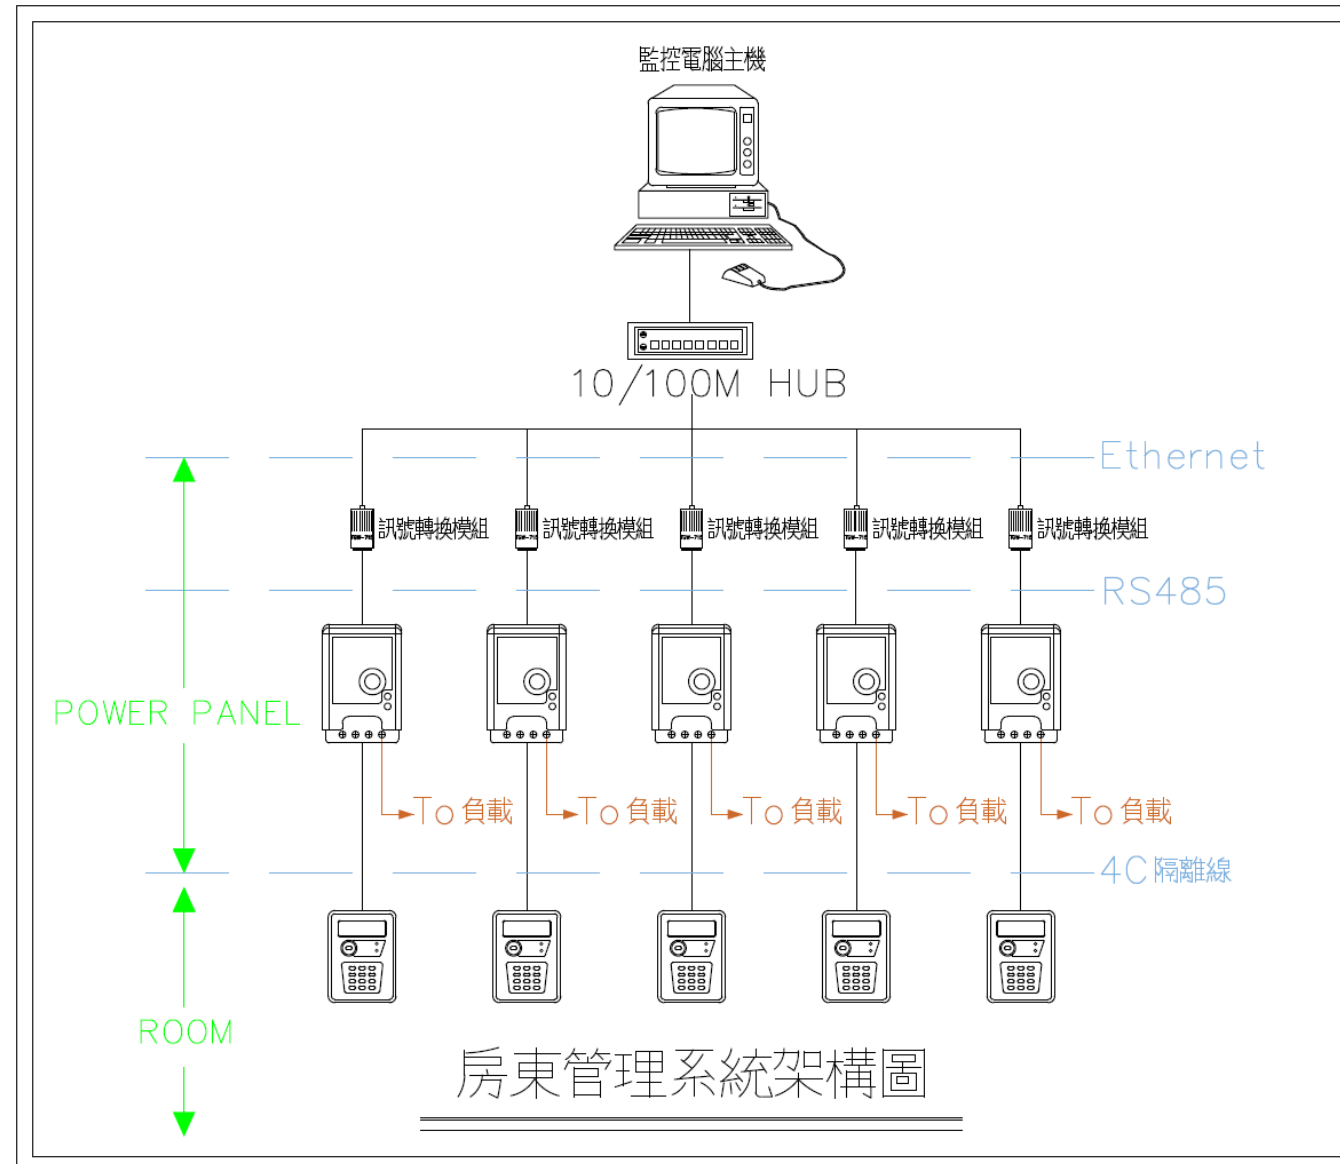 監控電腦主機
10/100M HUB
Ethernet
訊號轉換模組 訊號轉換模組 訊號轉換模組 訊號轉換模組 訊號轉換模組
RS485
POWER PANEL
To 負載 To 負載 To 負載 To 負載 To 負載
4C 隔離線
ROOM
房東管理系統架構圖